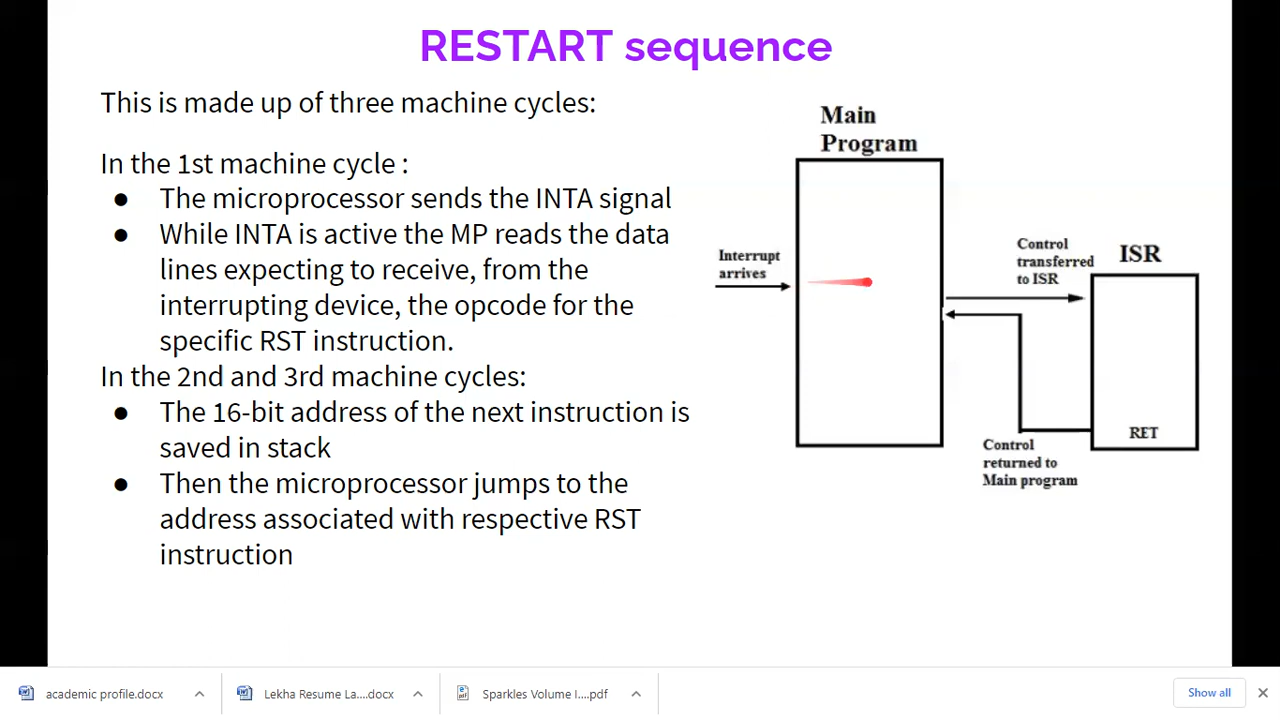 RESTART sequence
This is made up of three machine cycles:
In the 1st machine cycle :
● The microprocessor sends the INTA signal
● While INTA is active the MP reads the data
lines expecting to receive, from the
interrupting device, the opcode for the
specific RST instruction.
In the 2nd and 3rd machine cycles:
● The 16-bit address of the next instruction is
saved in stack
● Then the microprocessor jumps to the
address associated with respective RST
instruction
Main
Program
Interrupt
arrives
Control
transferred
to ISR
ISR
RET
Control
returned to
Main program
academic profile.docx
Lekha Resume La....docx
Sparkles Volume I....pdf
Show all